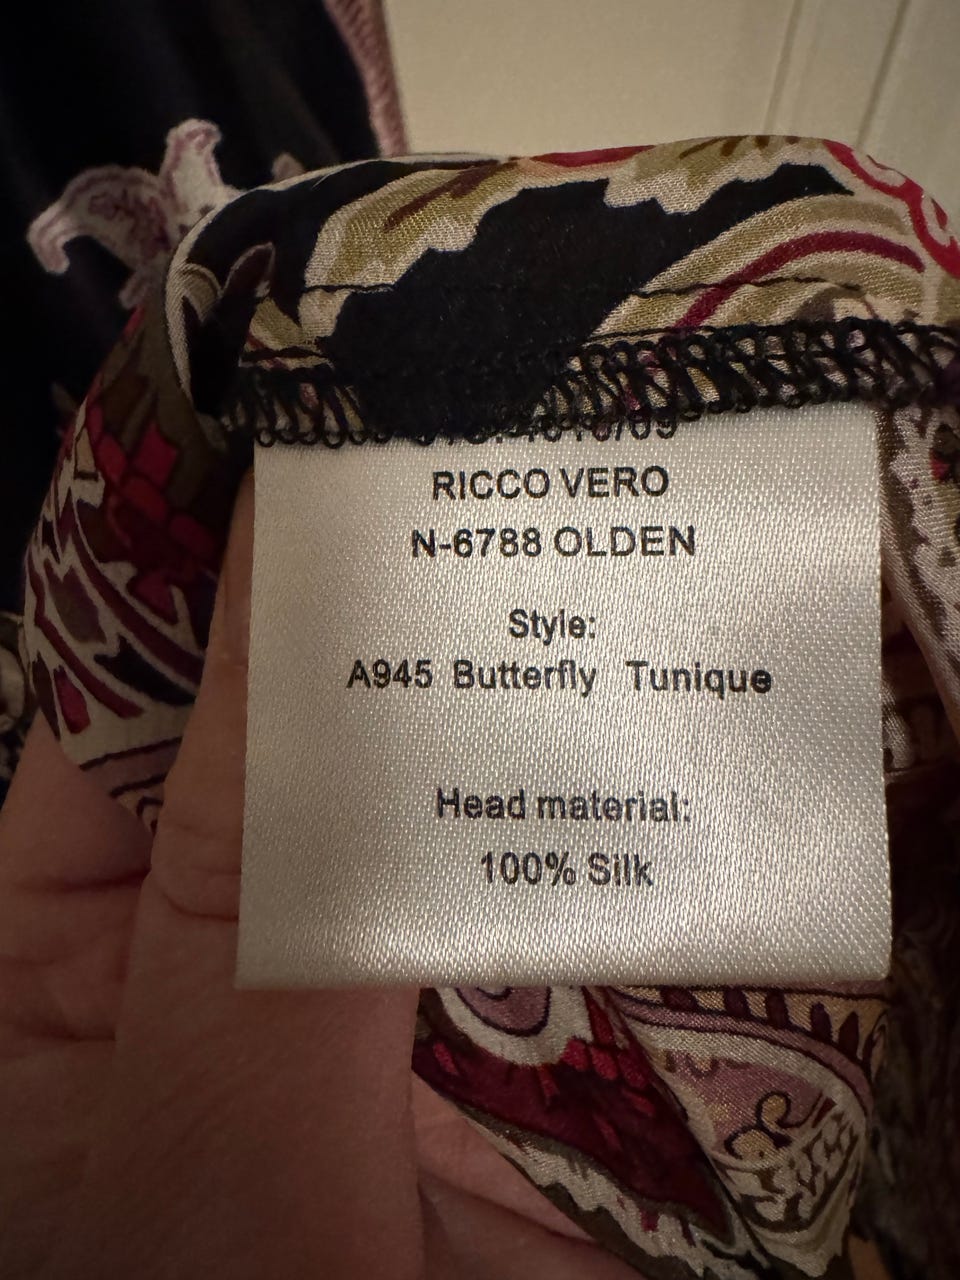 RICCO VERO
N-6788 OLDEN
Style:
A945 Butterfly Tunique
Head material:
100% Silk